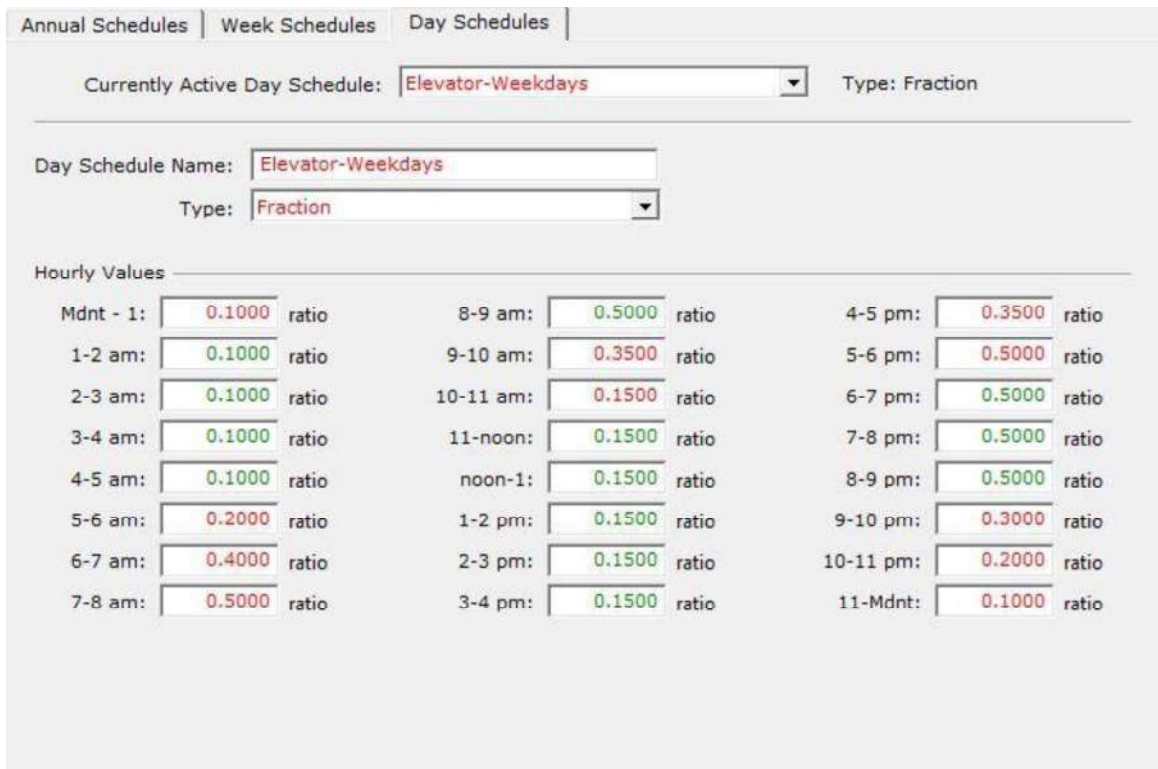 Annual Schedules Week Schedules Day Schedules
Currently Active Day Schedule: Elevator-Weekdays Type: Fraction
Day Schedule Name: Elevator-Weekdays
Type: Fraction
Hourly Values
Mdnt - 1: 0.1000 ratio 8-9 am: 0.5000 ratio 4-5 pm: 0.3500 ratio
1-2 am: 0.1000 ratio 9-10 am: 0.3500 ratio 5-6 pm: 0.5000 ratio
2-3 am: 0.1000 ratio 10-11 am: 0.1500 ratio 6-7 pm: 0.5000 ratio
3-4 am: 0.1000 ratio 11-noon: 0.1500 ratio 7-8 pm: 0.5000 ratio
4-5 am: 0.1000 ratio noon-1: 0.1500 ratio 8-9 pm: 0.5000 ratio
5-6 am: 0.2000 ratio 1-2 pm: 0.1500 ratio 9-10 pm: 0.3000 ratio
6-7 am: 0.4000 ratio 2-3 pm: 0.1500 ratio 10-11 pm: 0.2000 ratio
7-8 am: 0.5000 ratio 3-4 pm: 0.1500 ratio 11-Mdnt: 0.1000 ratio